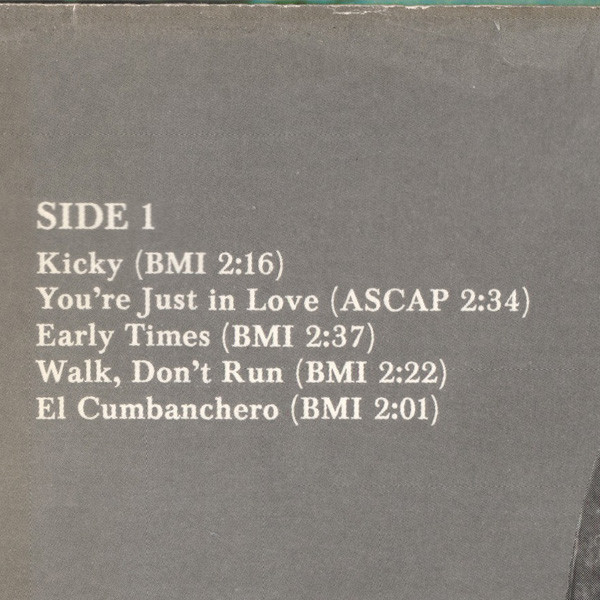 SIDE 1
Kicky (BMI 2:16)
You're Just in Love (ASCAP 2:34)
Early Times (BMI 2:37)
Walk, Don't Run (BMI 2:22)
El Cumbanchero (BMI 2:01)